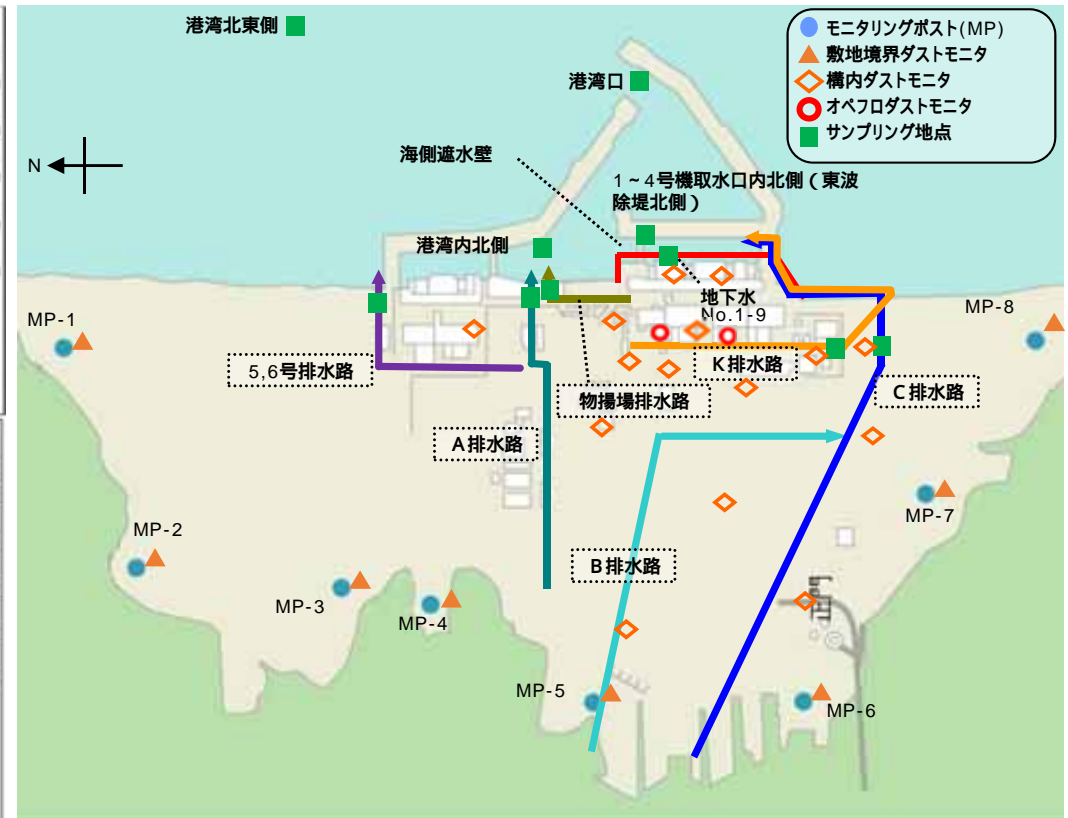 港湾北東側
モニタリングポスト(MP)
敷地境界ダストモニタ
構内ダストモニタ
オペフロダストモニタ
サンプリング地点
港湾口
N
海側遮水壁
1～4号機取水口内北側（東波
除堤北側）
港湾内北側
地下水
No.1-9
MP-8
MP-1
5,6号排水路
K排水路
C排水路
物揚場排水路
A排水路
MP-7
MP-2
B排水路
MP-3
MP-4
MP-5
MP-6